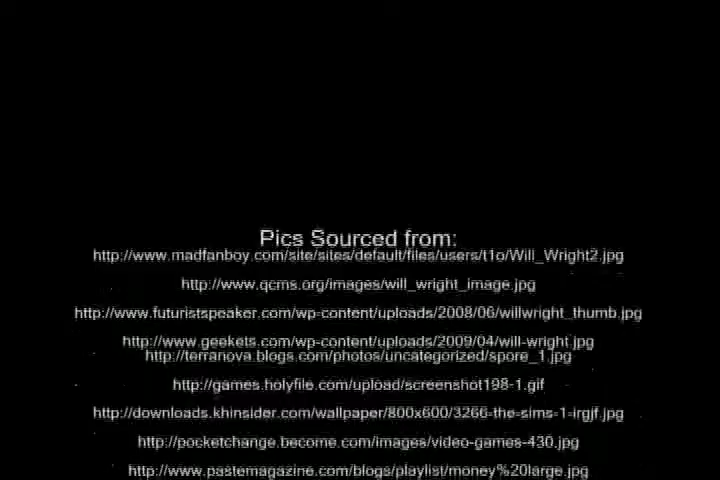 Pics Sourced from:
http://www.madfanboy.com/site/sites/default/files/users/t1o/Will_Wright2.jpg
http://www.qcms.org/images/will_wright_image.jpg
http://www.futuristspeaker.com/wp-content/uploads/2008/06/willwright_thumb.jpg
http://www.geekets.com/wp-content/uploads/2009/04/will-wright.jpg
http://terranova.blogs.com/photos/uncategorized/spore_1.jpg
http://games.holyfile.com/upload/screenshot198-1.gif
http://downloads.khinsider.com/wallpaper/800x600/3266-the-sims-1-irgjf.jpg
http://pocketchange.become.com/images/video-games-430.jpg
http://www.pastemagazine.com/blogs/playlist/money%20large.jpg